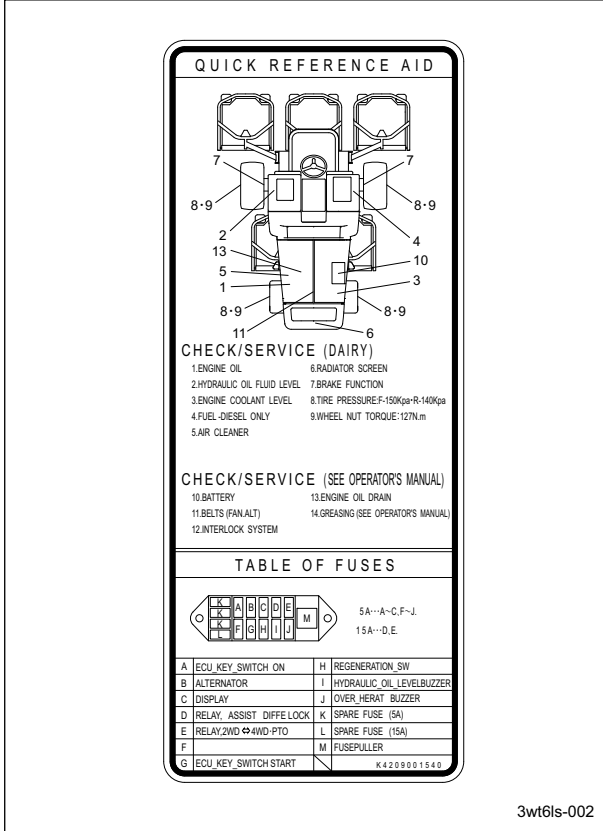 QUICK REFERENCE AID
7
7
8・9
8・9
2
4
13
10
5
3
1
8・9
8・9
11
6
CHECK/SERVICE (DAIRY)
1.ENGINE OIL
6.RADIATOR SCREEN
2.HYDRAULIC OIL FLUID LEVEL
7.BRAKE FUNCTION
3.ENGINE COOLANT LEVEL
8.TIRE PRESSURE:F-150Kpa・R-140Kpa
4.FUEL -DIESEL ONLY
9.WHEEL NUT TORQUE:127N.m
5.AIR CLEANER
CHECK/SERVICE (SEE OPERATOR'S MANUAL)
10.BATTERY
13.ENGINE OIL DRAIN
11.BELTS (FAN.ALT)
14.GREASING (SEE OPERATOR'S MANUAL)
12.INTERLOCK SYSTEM
TABLE OF FUSES
K
K
K
L
A B C D E
F G H I J
M
5A・・・A~C,F~J.
15A・・・D,E.
A ECU_KEY_SWITCH ON H REGENERATION_SW
B ALTERNATOR I HYDRAULIC_OIL_LEVELBUZZER
C DISPLAY J OVER_HERAT BUZZER
D RELAY, ASSIST DIFFE LOCK K SPARE FUSE (5A)
E RELAY,2WD⇔4WD・PTO L SPARE FUSE (15A)
F M FUSEPULLER
G ECU_KEY_SWITCH START K4209001540
3wt6ls-002